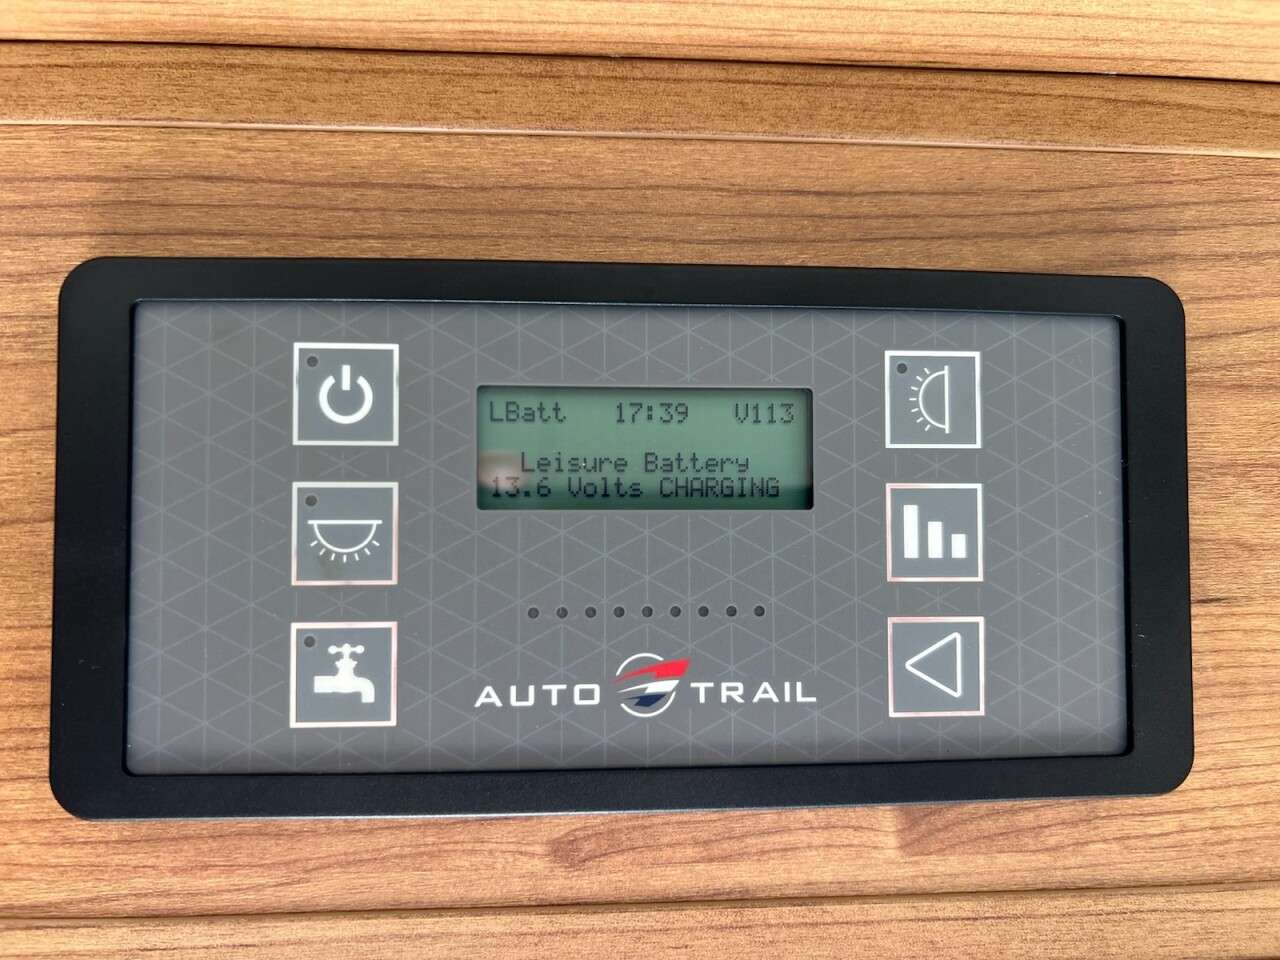 LBatt 17:39 V113
Leisure Battery
13.6 Volts CHARGING
AUTO TRAIL